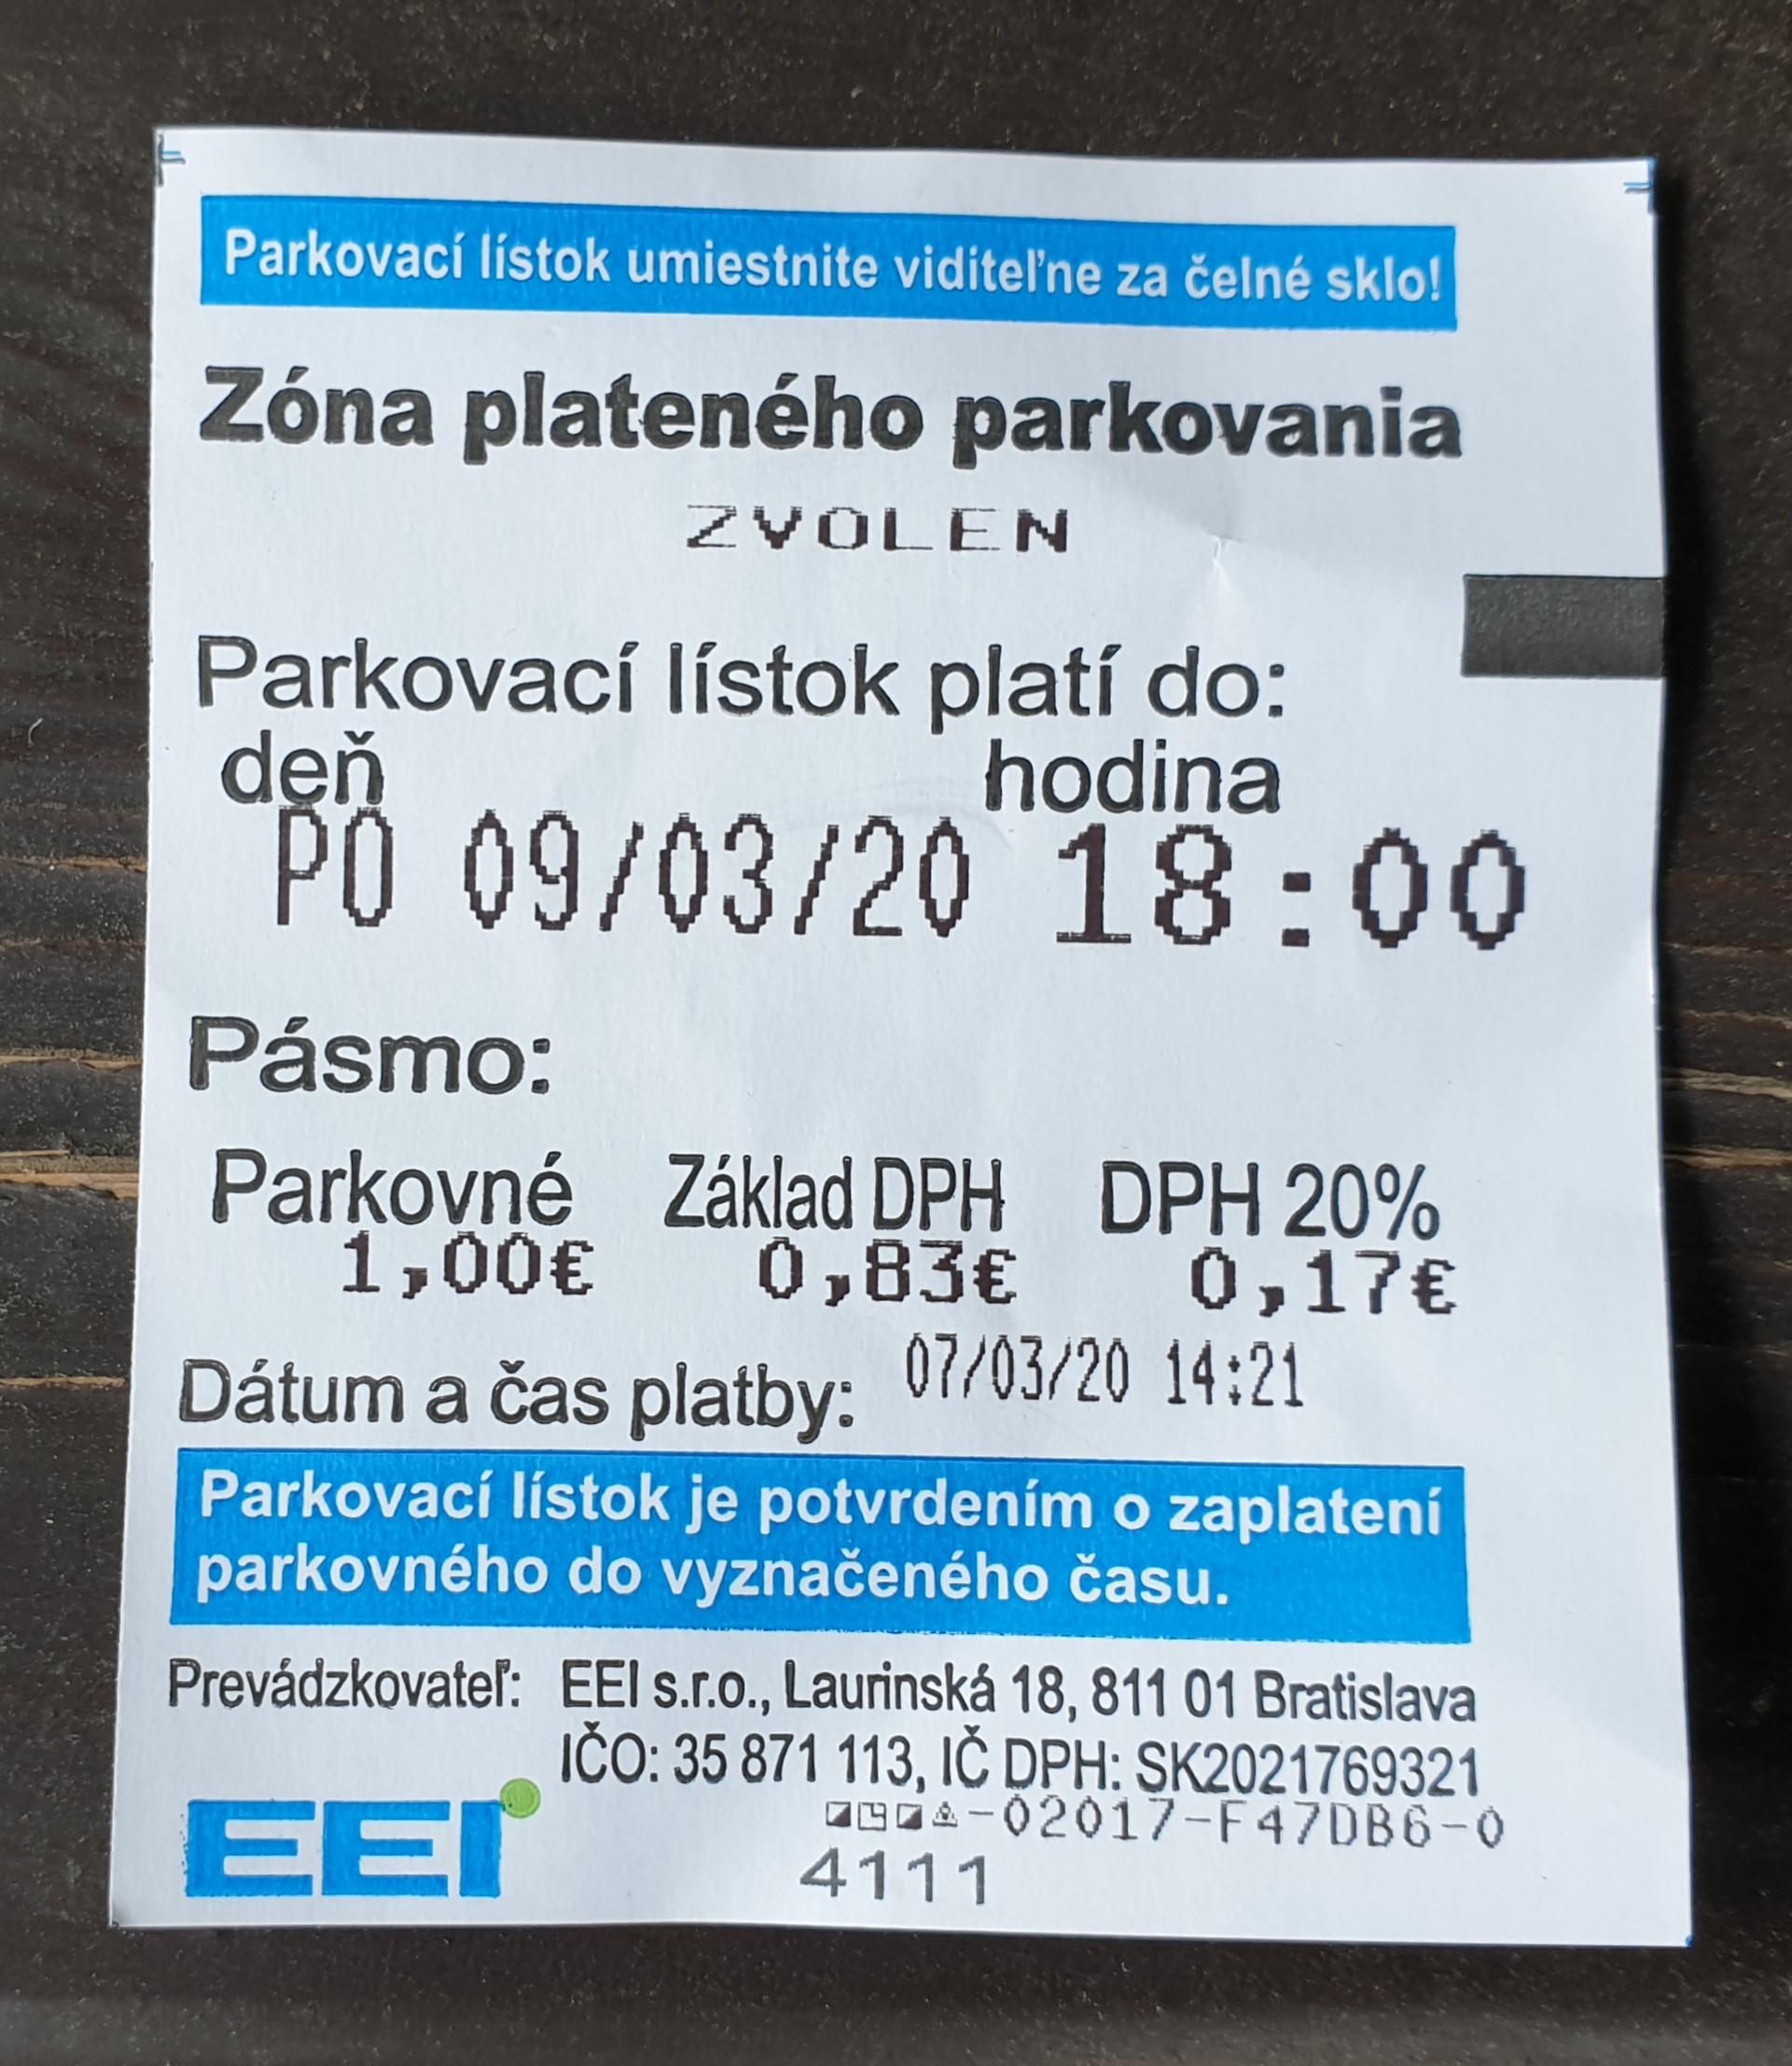 Parkovací lístok umiestnite viditeľne za čelné sklo!
Zóna plateného parkovania
ZVOLEN
Parkovací lístok platí do:
deň hodina
PO 09/03/20 18:00
Pásmo:
Parkovné Základ DPH DPH 20%
1,00€ 0,83€ 0,17€
Dátum a čas platby: 07/03/20 14:21
Parkovací lístok je potvrdením o zaplatení
parkovného do vyznačeného času.
Prevádzkovateľ: EEI s.r.o., Laurinská 18, 811 01 Bratislava
IČO: 35 871 113, IČ DPH: SK2021769321
-02017-F47DB6-0
EEI 4111